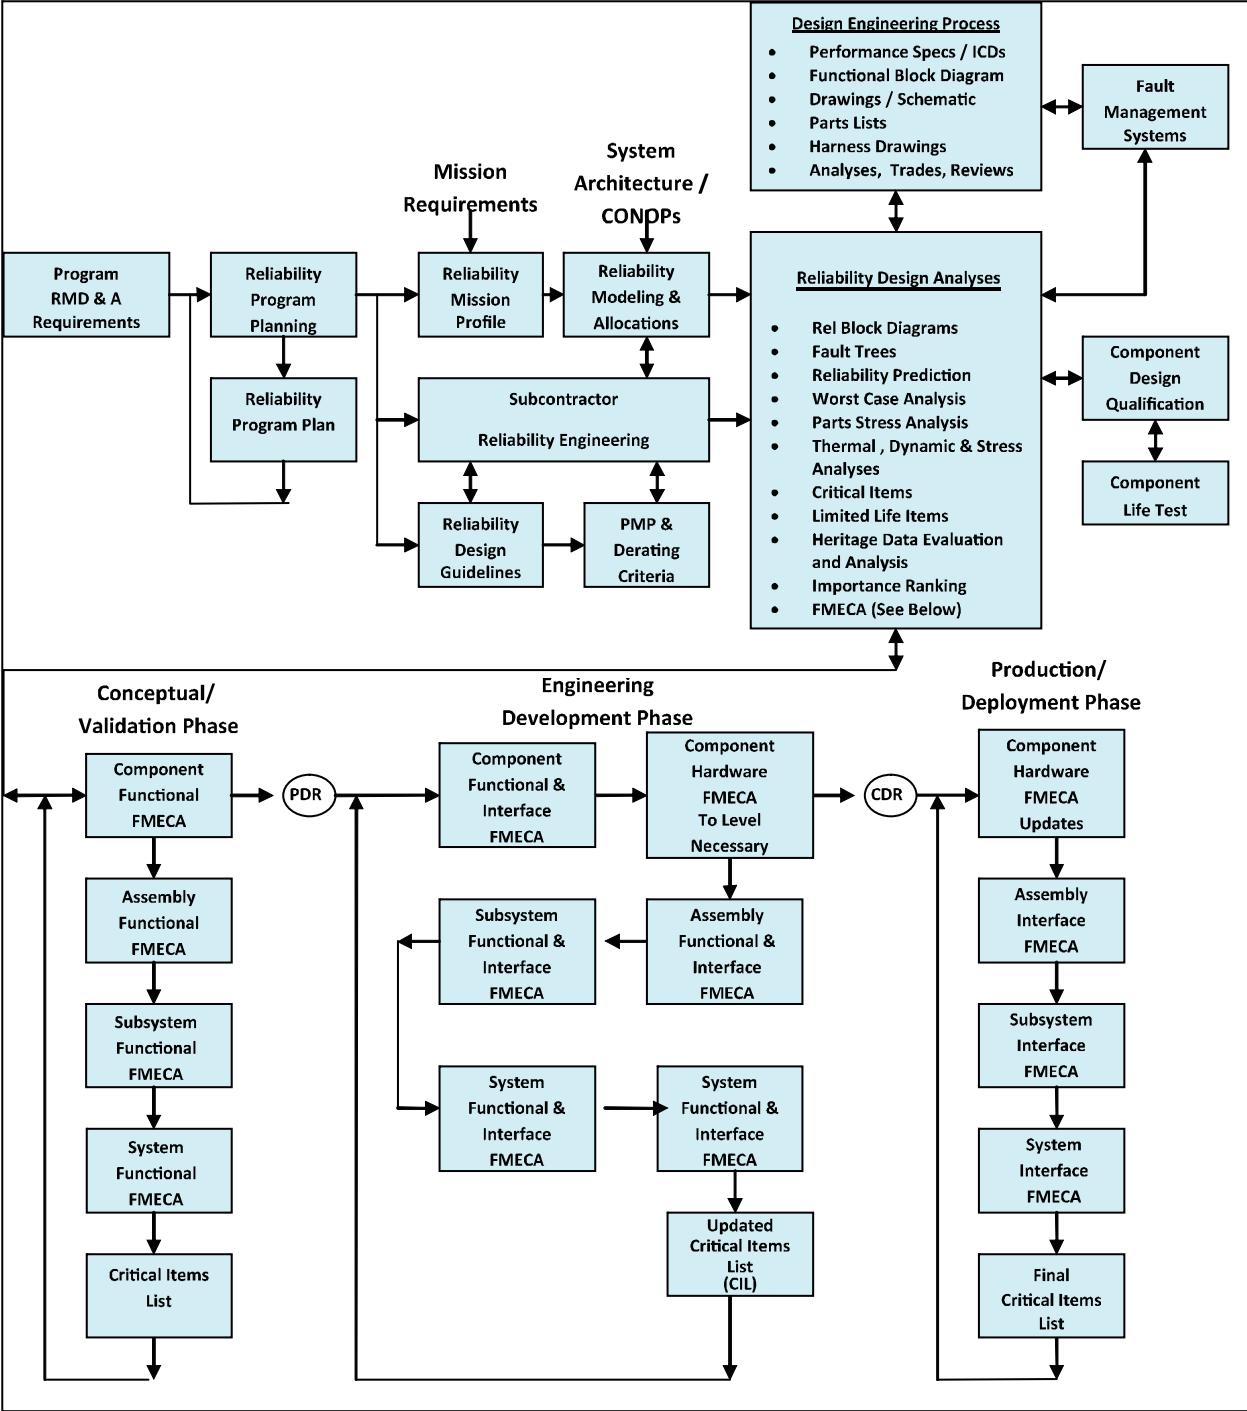 Design Engineering Process
• Performance Specs / ICDs
• Functional Block Diagram
• Drawings / Schematic
• Parts Lists
• Harness Drawings
• Analyses, Trades, Reviews
Fault
Management
Systems
Mission
Requirements
System
Architecture /
CONOPs
Program
RMD & A
Requirements
Reliability
Program
Planning
Reliability
Mission
Profile
Reliability
Modeling &
Allocations
Reliability
Program Plan
Subcontractor
Reliability Engineering
Reliability
Design
Guidelines
PMP &
Derating
Criteria
Reliability Design Analyses
• Rel Block Diagrams
• Fault Trees
• Reliability Prediction
• Worst Case Analysis
• Parts Stress Analysis
• Thermal , Dynamic & Stress
Analyses
• Critical Items
• Limited Life Items
• Heritage Data Evaluation
and Analysis
• Importance Ranking
• FMECA (See Below)
Component
Design
Qualification
Component
Life Test
Conceptual/
Validation Phase
Component
Functional
FMECA
Assembly
Functional
FMECA
Subsystem
Functional
FMECA
System
Functional
FMECA
Critical Items
List
PDR
Engineering
Development Phase
Component
Functional &
Interface
FMECA
Component
Hardware
FMECA
To Level
Necessary
Subsystem
Functional &
Interface
FMECA
Assembly
Functional &
Interface
FMECA
System
Functional &
Interface
FMECA
System
Functional &
Interface
FMECA
Updated
Critical Items
List
(CIL)
CDR
Production/
Deployment Phase
Component
Hardware
FMECA
Updates
Assembly
Interface
FMECA
Subsystem
Interface
FMECA
System
Interface
FMECA
Final
Critical Items
List